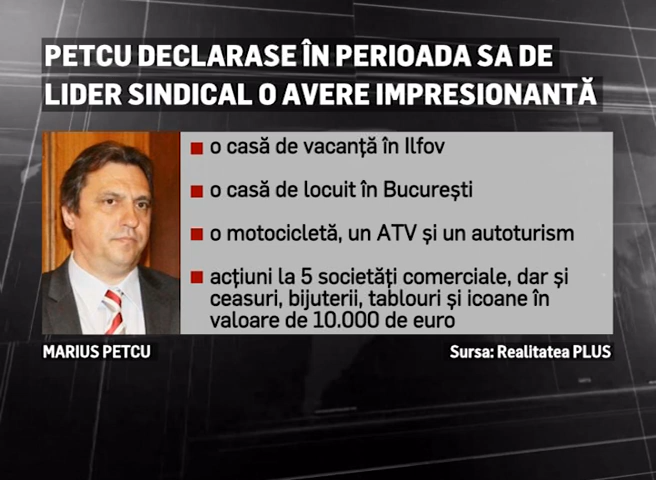 PETCU DECLARASE ÎN PERIOADA SA DE
LIDER SINDICAL O AVERE IMPRESIONANTĂ
o casă de vacanță în Ilfov
o casă de locuit în București
o motocicletă, un ATV și un autoturism
acțiuni la 5 societăți comerciale, dar și
ceasuri, bijuterii, tablouri și icoane în
valoare de 10.000 de euro
MARIUS PETCU
Sursa: Realitatea PLUS